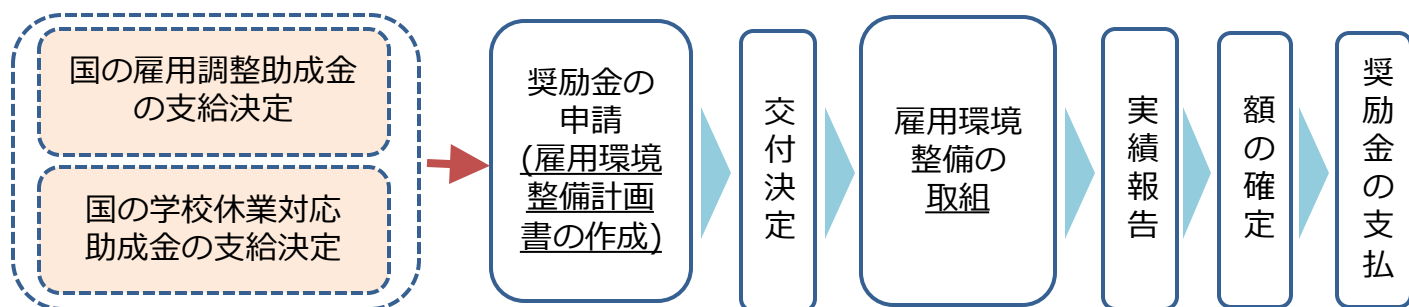 国の雇用調整助成金
の支給決定
国の学校休業対応
助成金の支給決定
奨励金の
申請
(雇用環境
整備計画
書の作成)
交付決定
雇用環境
整備の
取組
実績報告
額の確定
奨励金の支払